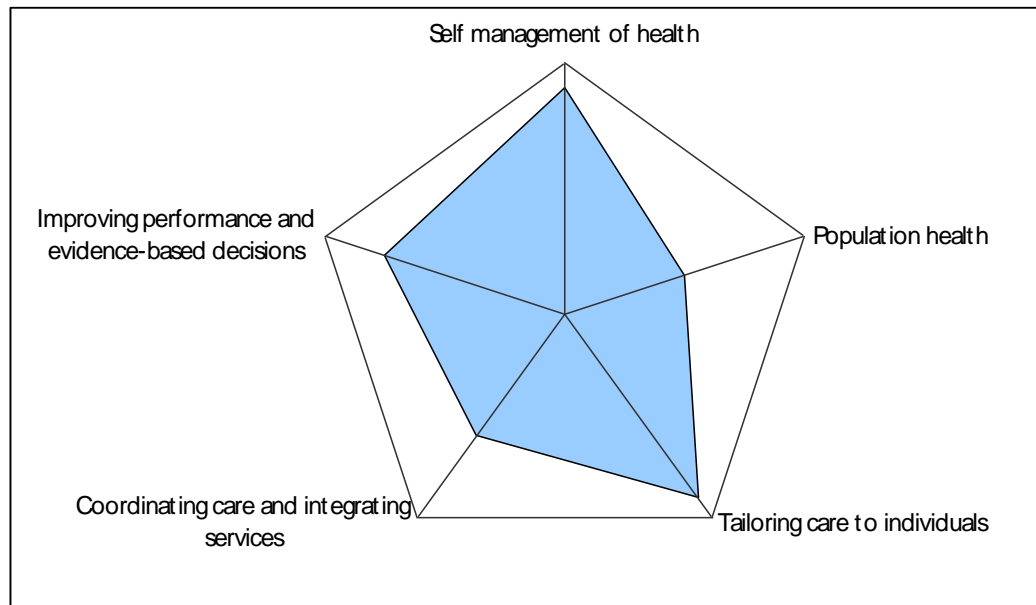 Self management of health
Improving performance and
evidence-based decisions
Population health
Coordinating care and integrating
services
Tailoring care to individuals